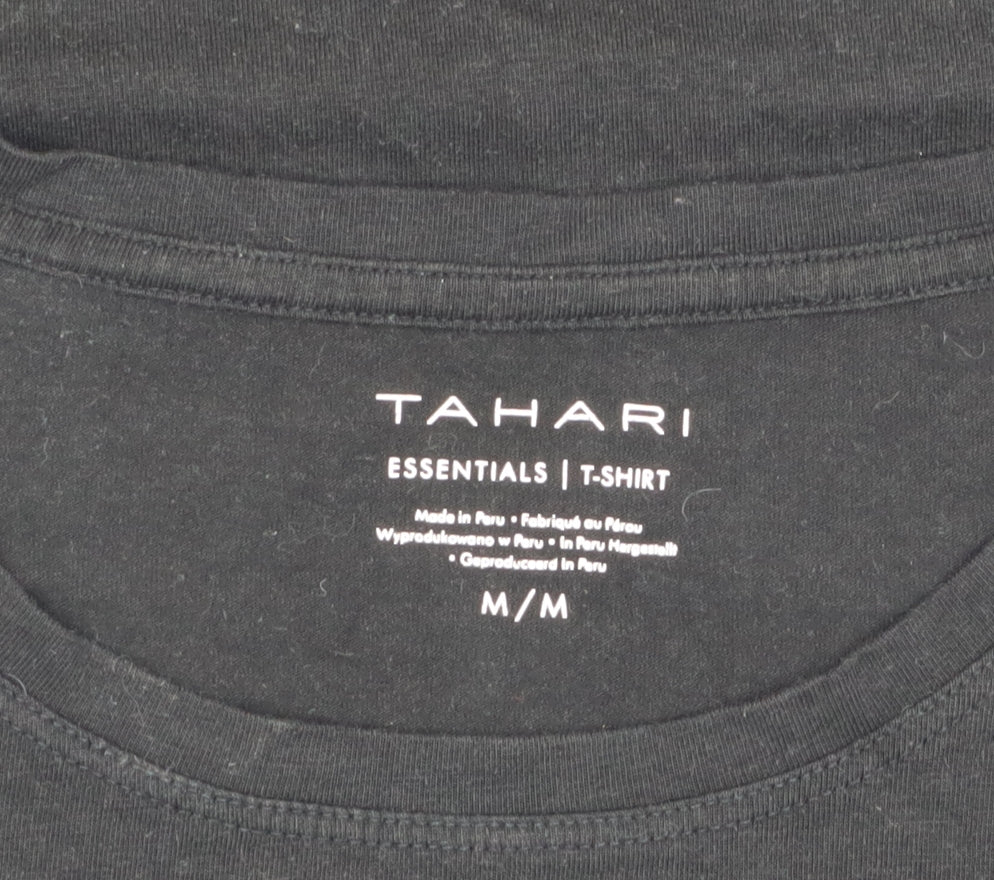 TAHARI
ESSENTIALS | T-SHIRT
Made in Peru • Fabriqué au Pérou
Wyprodukowano w Peru • In Peru Hergestellt
• Geproduceerd In Peru
M/M